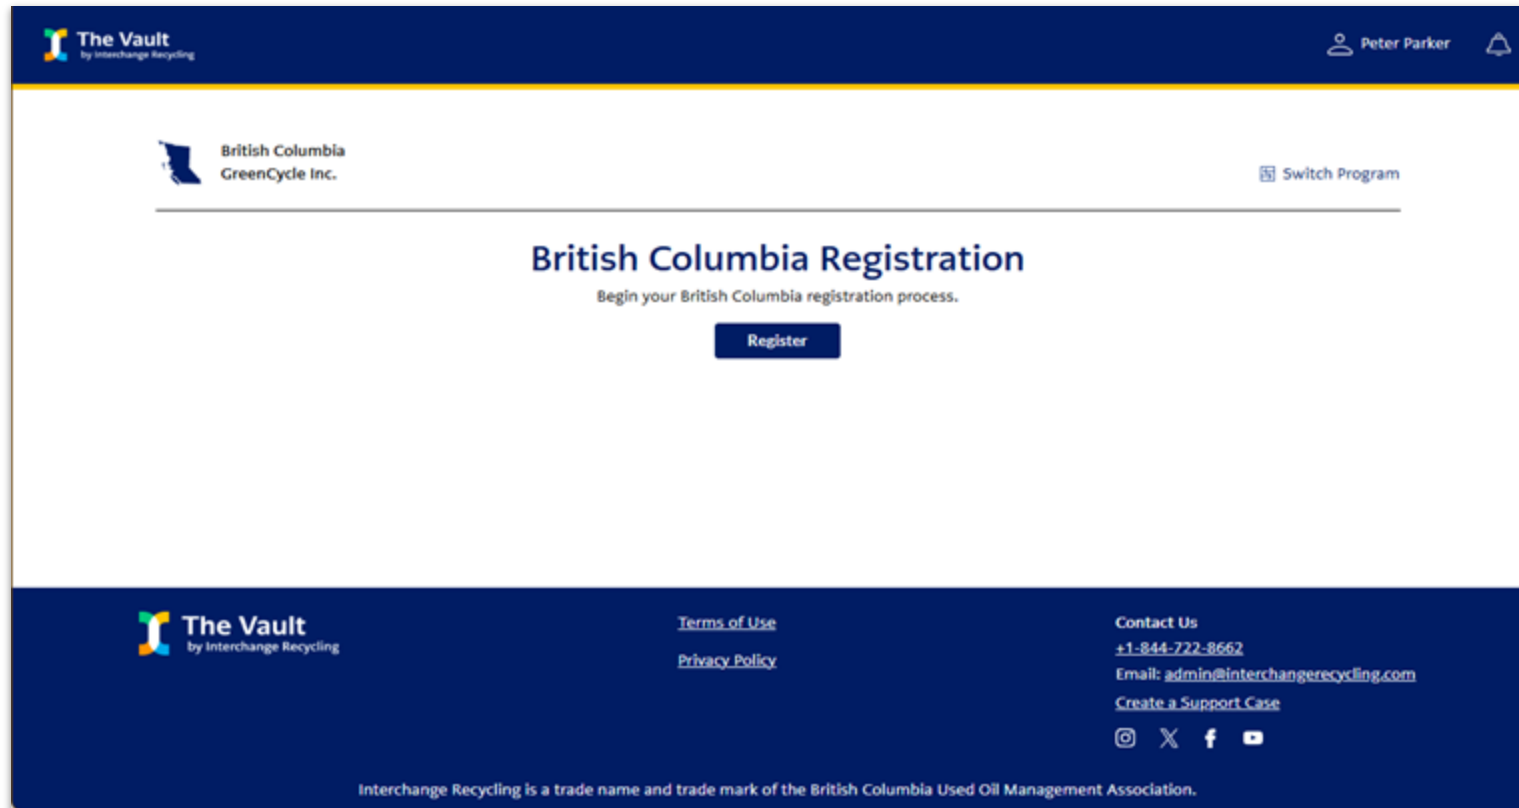 The Vault
by Interchange Recycling
Peter Parker
British Columbia
GreenCycle Inc.
Switch Program
British Columbia Registration
Begin your British Columbia registration process.
Register
The Vault
by Interchange Recycling
Terms of Use
Privacy Policy
Contact Us
+1-844-722-8662
Email: admin@interchangerecycling.com
Create a Support Case
Interchange Recycling is a trade name and trade mark of the British Columbia Used Oil Management Association.